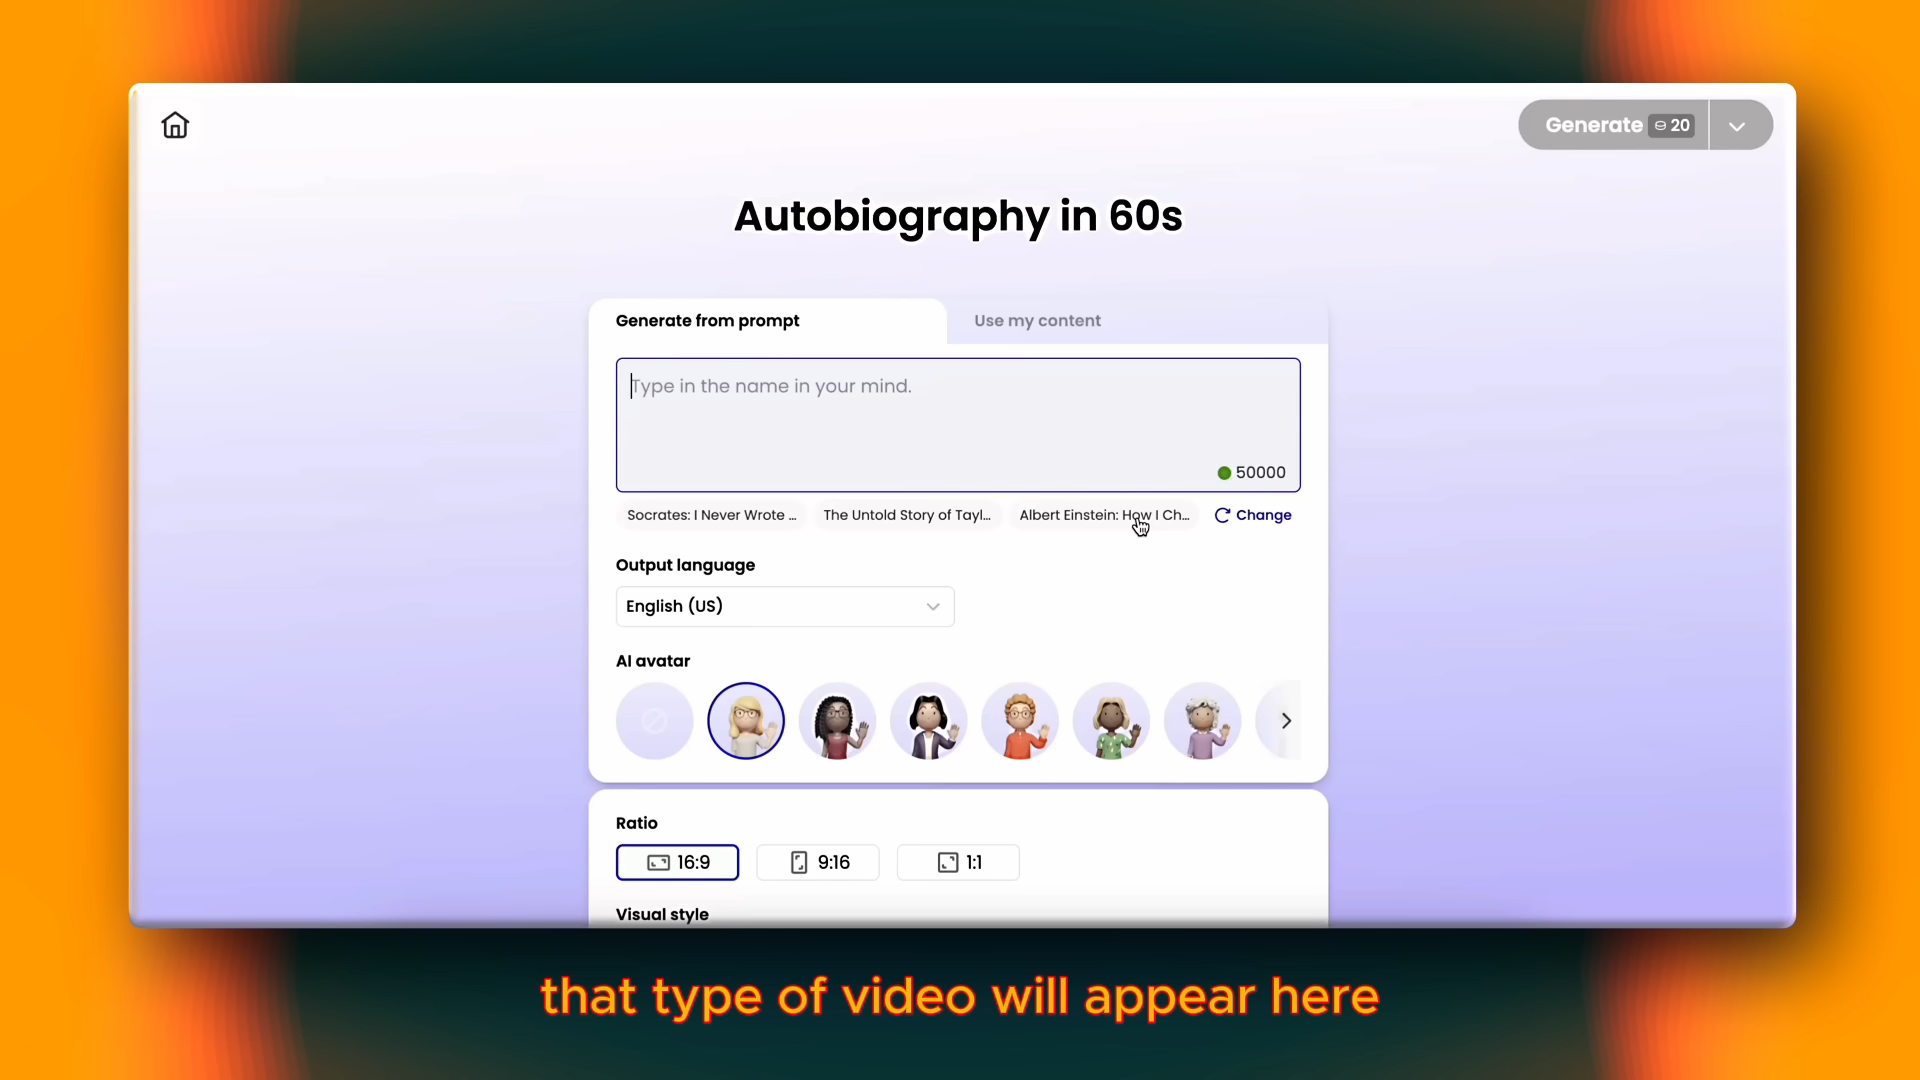 Generate 20
Autobiography in 60s
Generate from prompt
Use my content
Type in the name in your mind.
50000
Socrates: I Never Wrote ...
The Untold Story of Tayl...
Albert Einstein: How I Ch...
Change
Output language
English (US)
AI avatar
Ratio
16:9
9:16
1:1
Visual style
that type of video will appear here